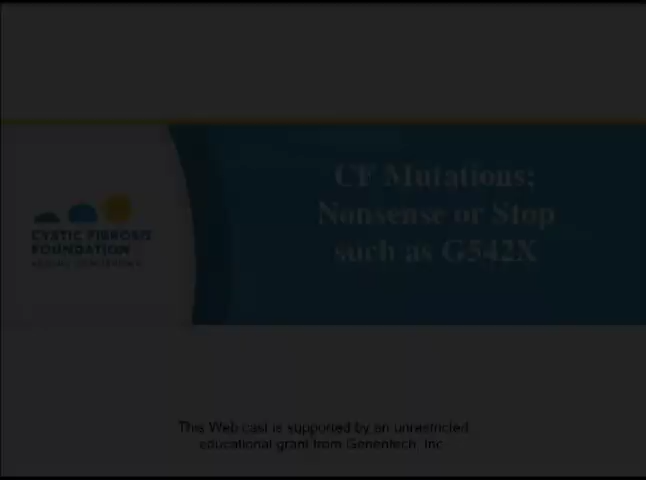 CF Mutations:
Nonsense or Stop
such as G542X
CYSTIC FIBROSIS
FOUNDATION
This Web cast is supported by an unrestricted
educational grant from Genentech, Inc.